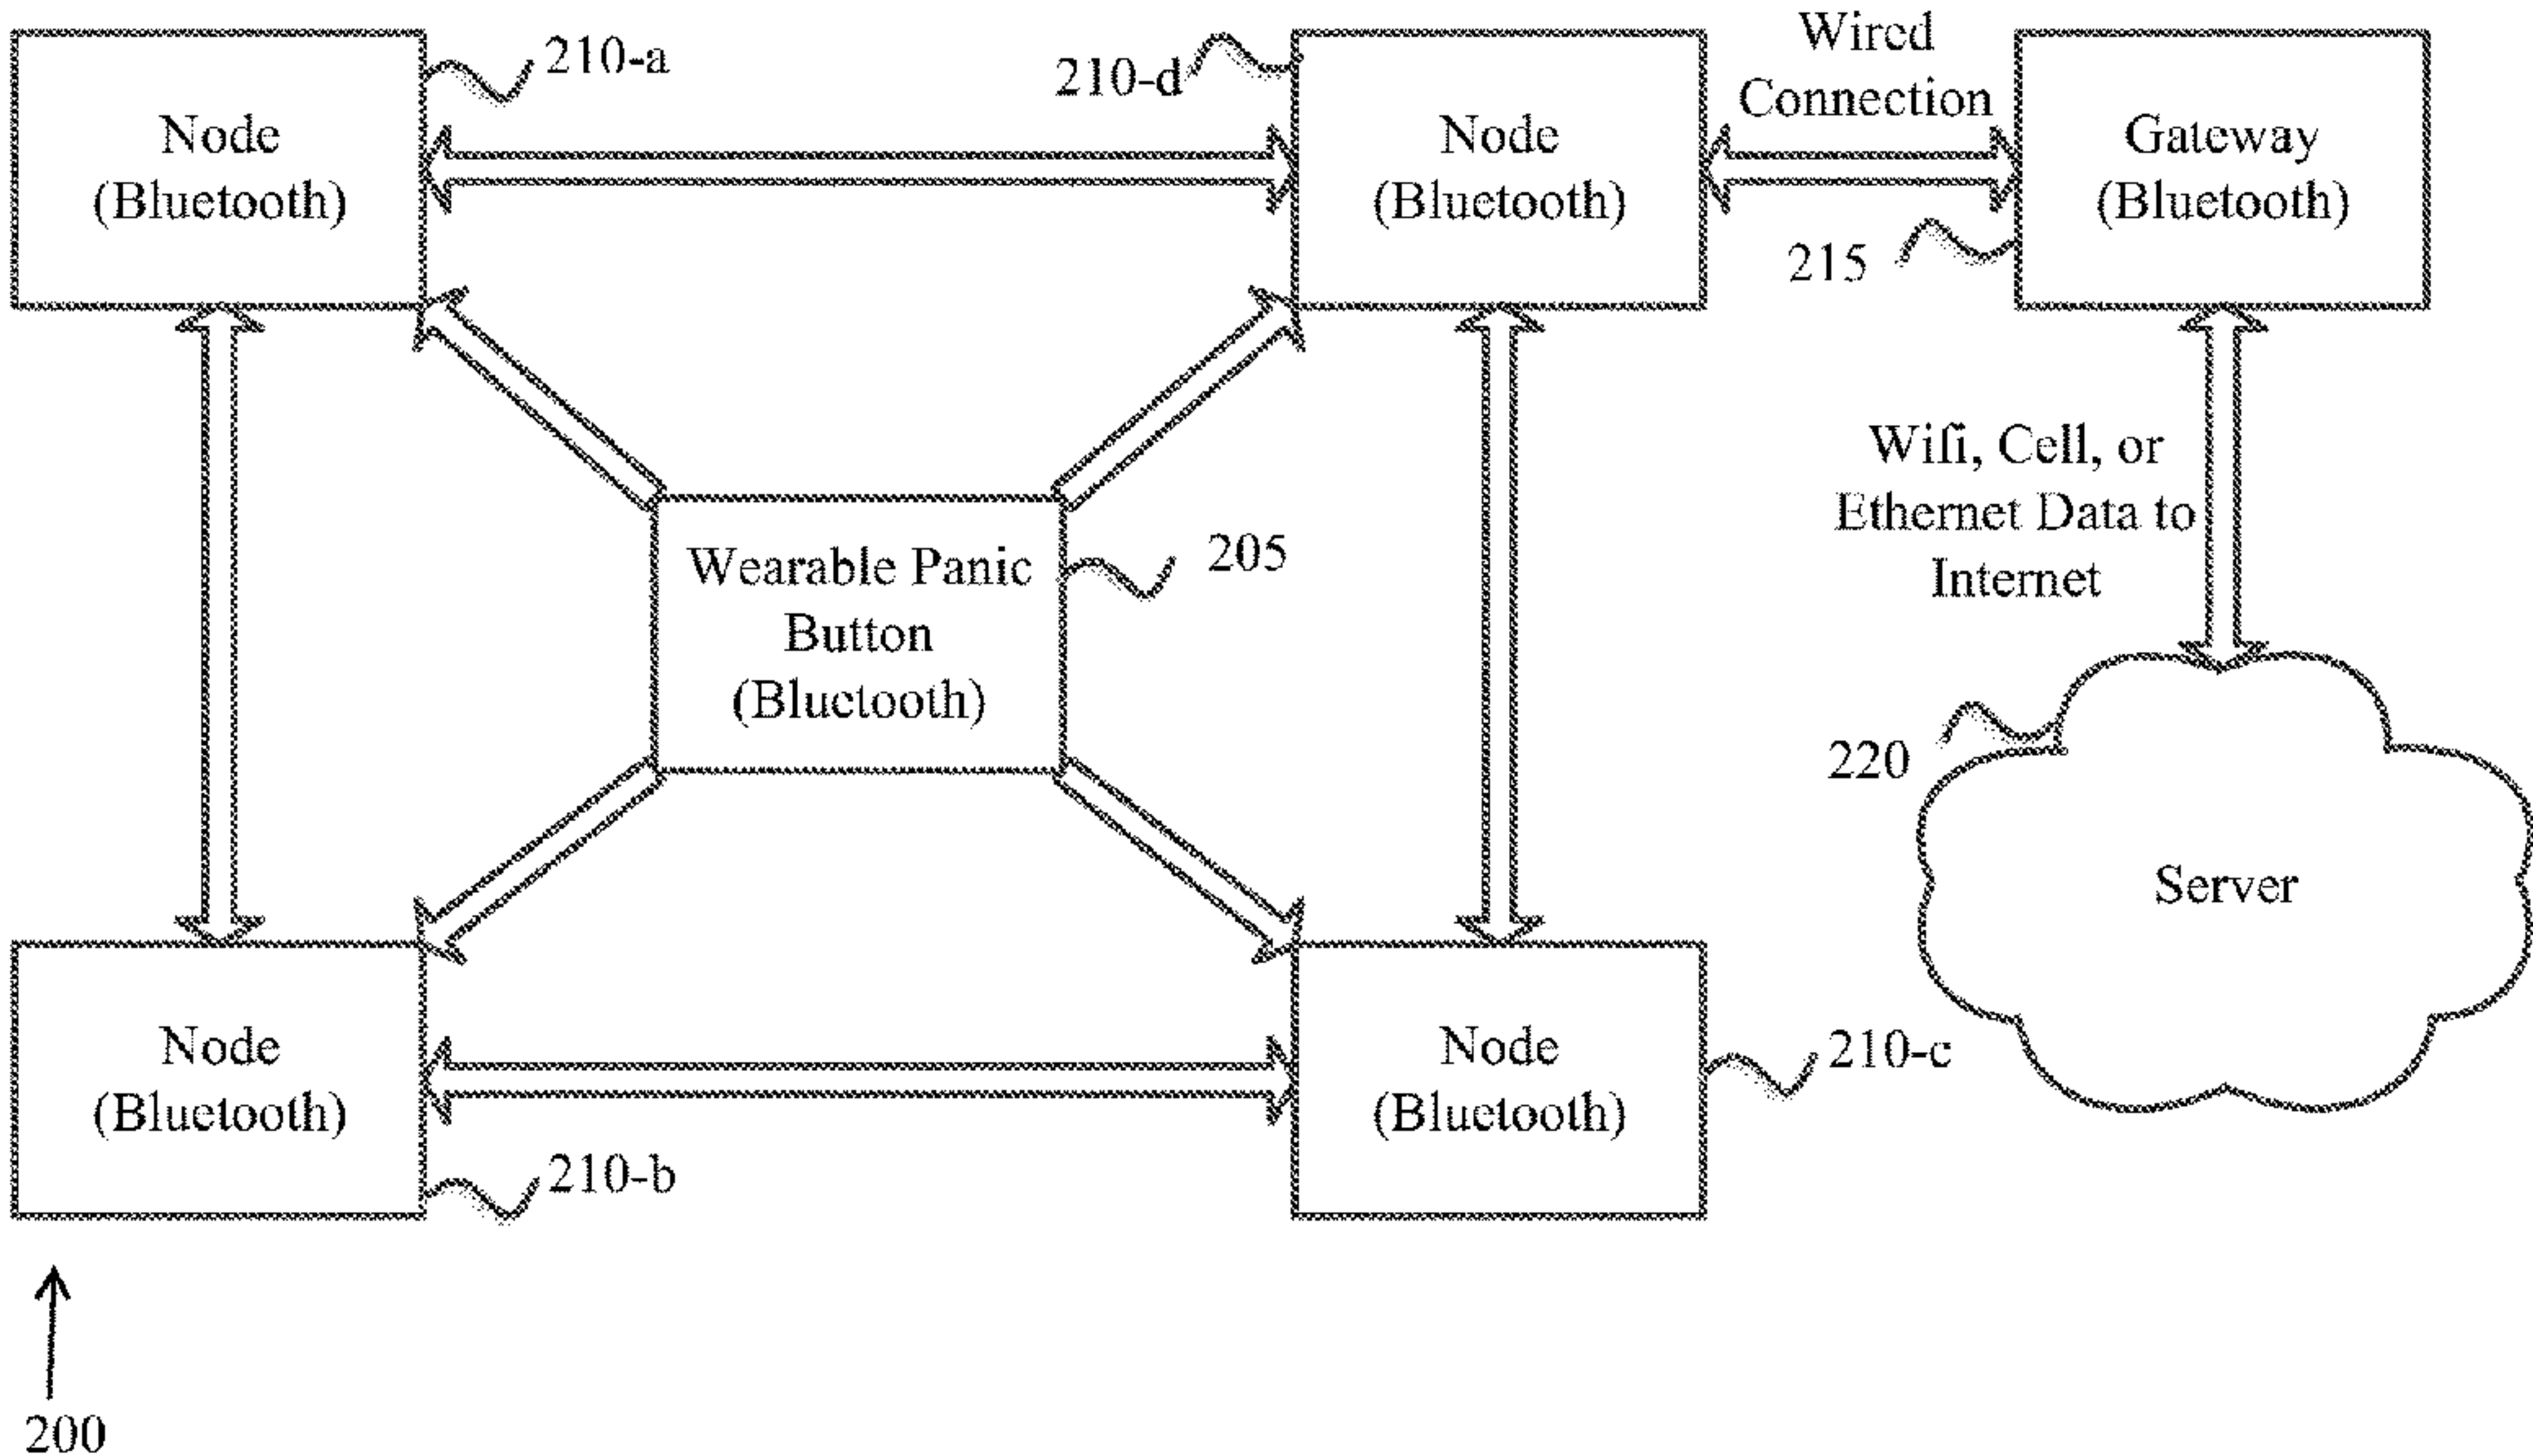 210-a
Node
(Bluetooth)
210-d
Node
(Bluetooth)
Wired
Connection
Gateway
(Bluetooth)
215
Wearable Panic
Button
(Bluetooth)
205
Wifi, Cell, or
Ethernet Data to
Internet
220
Server
Node
(Bluetooth)
210-b
Node
(Bluetooth)
210-c
200